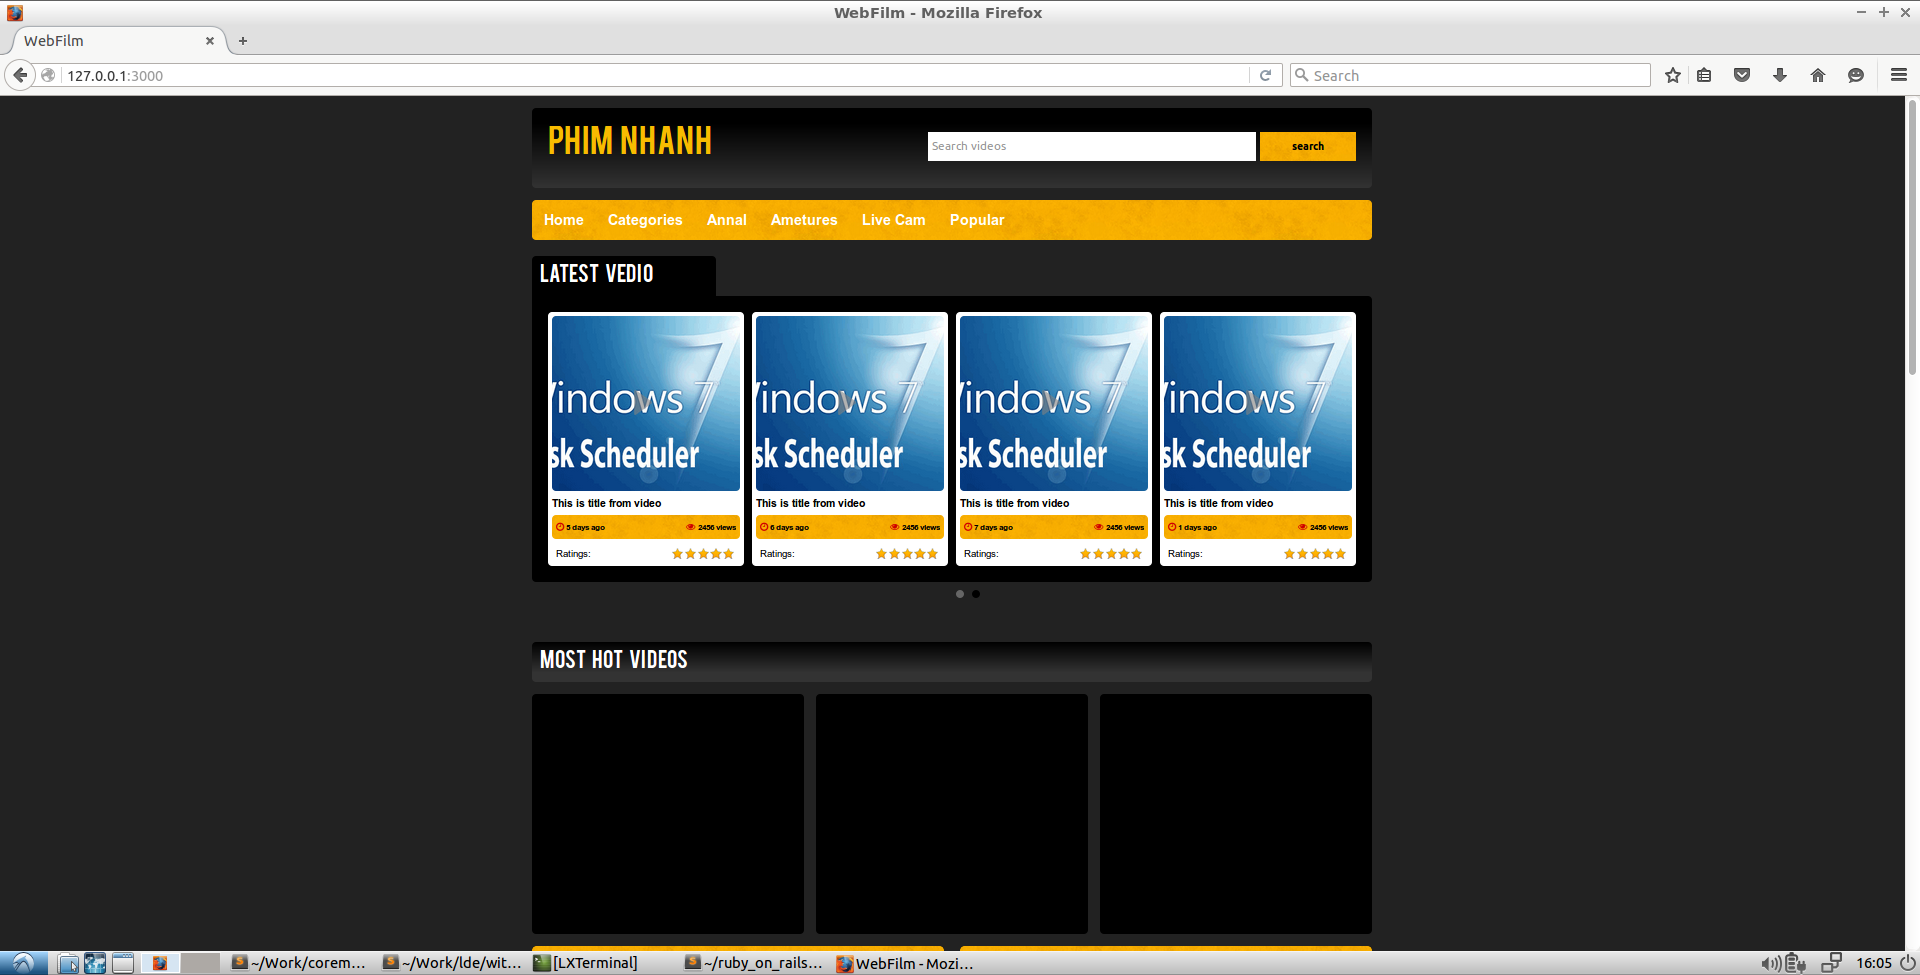 WebFilm - Mozilla Firefox
WebFilm
127.0.0.1:3000
Search
PHIM NHANH
Search videos
search
Home Categories Annal Ametures Live Cam Popular
LATEST VEDIO
indows 7 indows 7 indows 7 indows 7
sk Scheduler sk Scheduler sk Scheduler sk Scheduler
This is title from video This is title from video This is title from video This is title from video
5 days ago 2456 views 6 days ago 2456 views 7 days ago 2456 views 1 days ago 2456 views
Ratings: Ratings: Ratings: Ratings:
MOST HOT VIDEOS
~/Work/corem... ~/Work/lde/wit... [LXTerminal] ~/ruby_on_rails... WebFilm - Mozi... 16:05